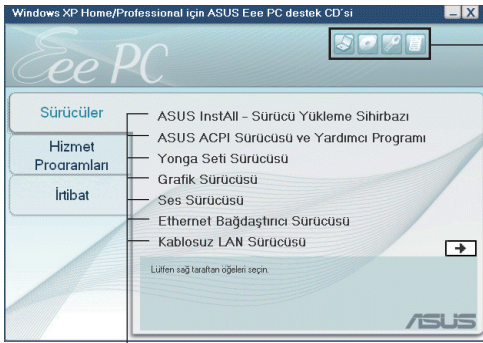 Windows XP Home/Professional için ASUS Eee PC destek CD'si
Eee PC
Sürücüler
Hizmet
Programları
İrtibat
ASUS InstAll - Sürücü Yükleme Sihirbazı
ASUS ACPI Sürücüsü ve Yardımcı Programı
Yonga Seti Sürücüsü
Grafik Sürücüsü
Ses Sürücüsü
Ethernet Bağdaştırıcı Sürücüsü
Kablosuz LAN Sürücüsü
Lütfen sağ taraftan öğeleri seçin.
ASUS